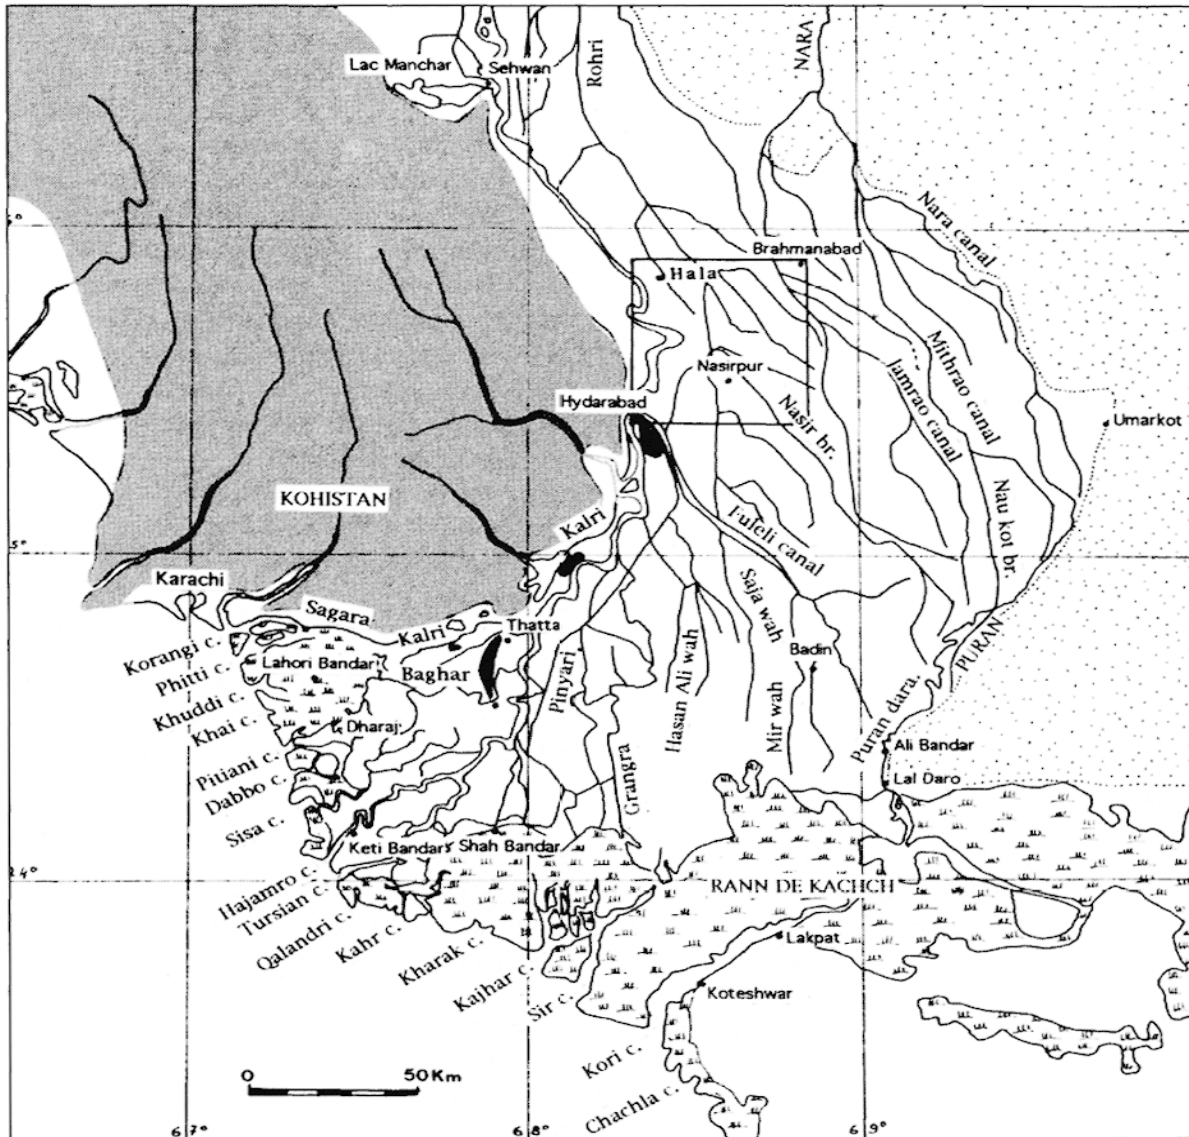 Lac Manchar
Sehwan
Rohri
NARA
Nara canal
Brahmanabad
Hala
Mithrao canal
Jamrao canal
Nasirpur
Nasir br.
Hydarabad
Umarkot
KOHISTAN
Kalri
Fuleli canal
Nau kot br.
Karachi
Sagara
Kalri
Thatta
Saja wah
PURAN
Korangi c.
Phitti c.
Lahori Bandar
Baghar
Pinyari
Hasan Ali wah
Badin
Khuddi c.
Khai c.
Dharaj
Mir wah
Puran dara.
Pitiani c.
Dabbo c.
Grangra
Ali Bandar
Lal Daro
Sisa c.
Keti Bandar
Shah Bandar
24°
Hajamro c.
Tursian c.
RANN DE KACHCH
Qalandri c.
Kahr c.
Kharak c.
Lakpat
Kajhar c.
Sir c.
Koteshwar
Kori c.
0 50 Km
Chachla c.
67° 68 69